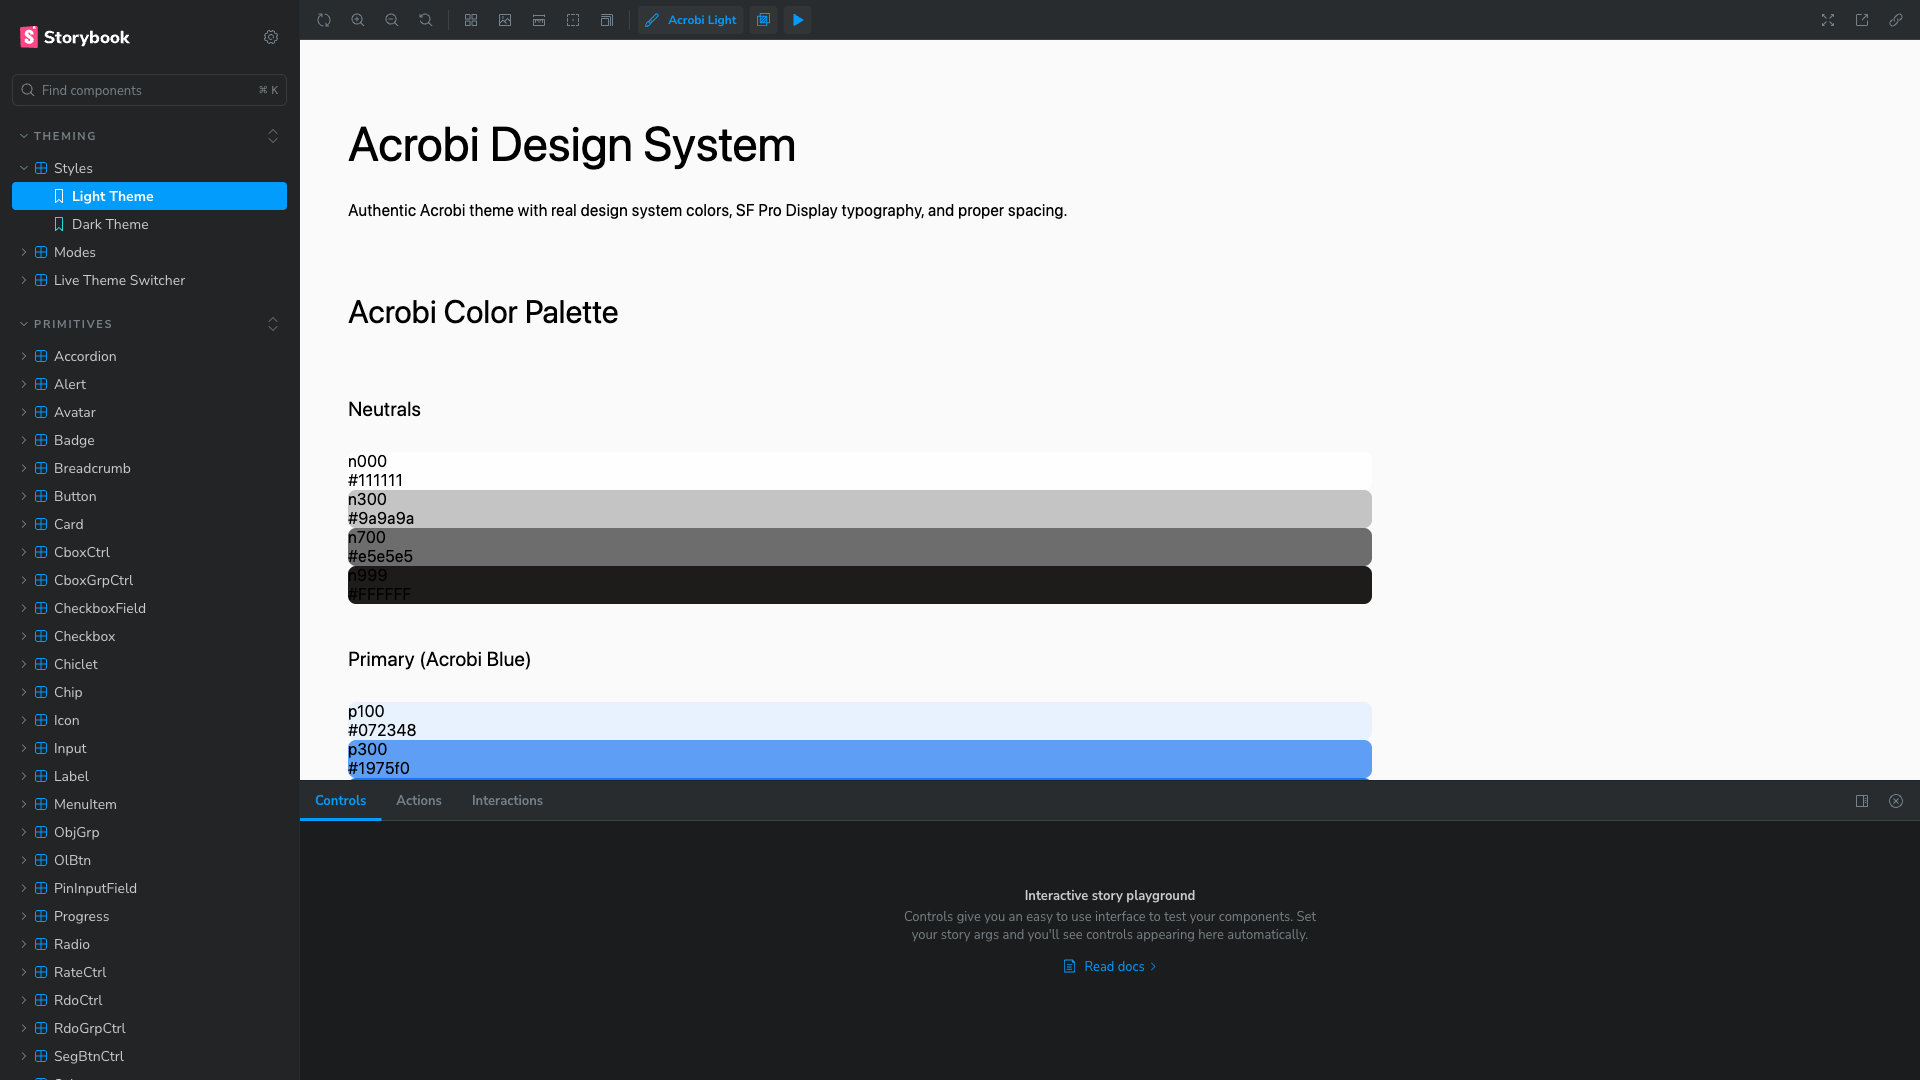 Storybook
Find components
⌘ K
THEMING
Styles
Light Theme
Dark Theme
Modes
Live Theme Switcher
PRIMITIVES
Accordion
Alert
Avatar
Badge
Breadcrumb
Button
Card
CboxCtrl
CboxGrpCtrl
CheckboxField
Checkbox
Chiclet
Chip
Icon
Input
Label
MenuItem
ObjGrp
OlBtn
PinInputField
Progress
Radio
RateCtrl
RdoCtrl
RdoGrpCtrl
SegBtnCtrl
Acrobi Light
Acrobi Design System
Authentic Acrobi theme with real design system colors, SF Pro Display typography, and proper spacing.
Acrobi Color Palette
Neutrals
n000
#111111
n300
#9a9a9a
n700
#e5e5e5
n999
#FFFFFF
Primary (Acrobi Blue)
p100
#072348
p300
#1975f0
Controls
Actions
Interactions
Interactive story playground
Controls give you an easy to use interface to test your components. Set
your story args and you'll see controls appearing here automatically.
Read docs